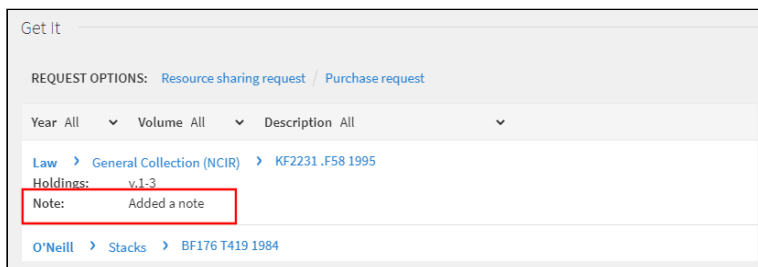 Get It
REQUEST OPTIONS: Resource sharing request / Purchase request
Year All Volume All Description All
Law > General Collection (NCIR) > KF2231 .F58 1995
Holdings: v.1-3
Note: Added a note
O'Neill > Stacks > BF176 T419 1984